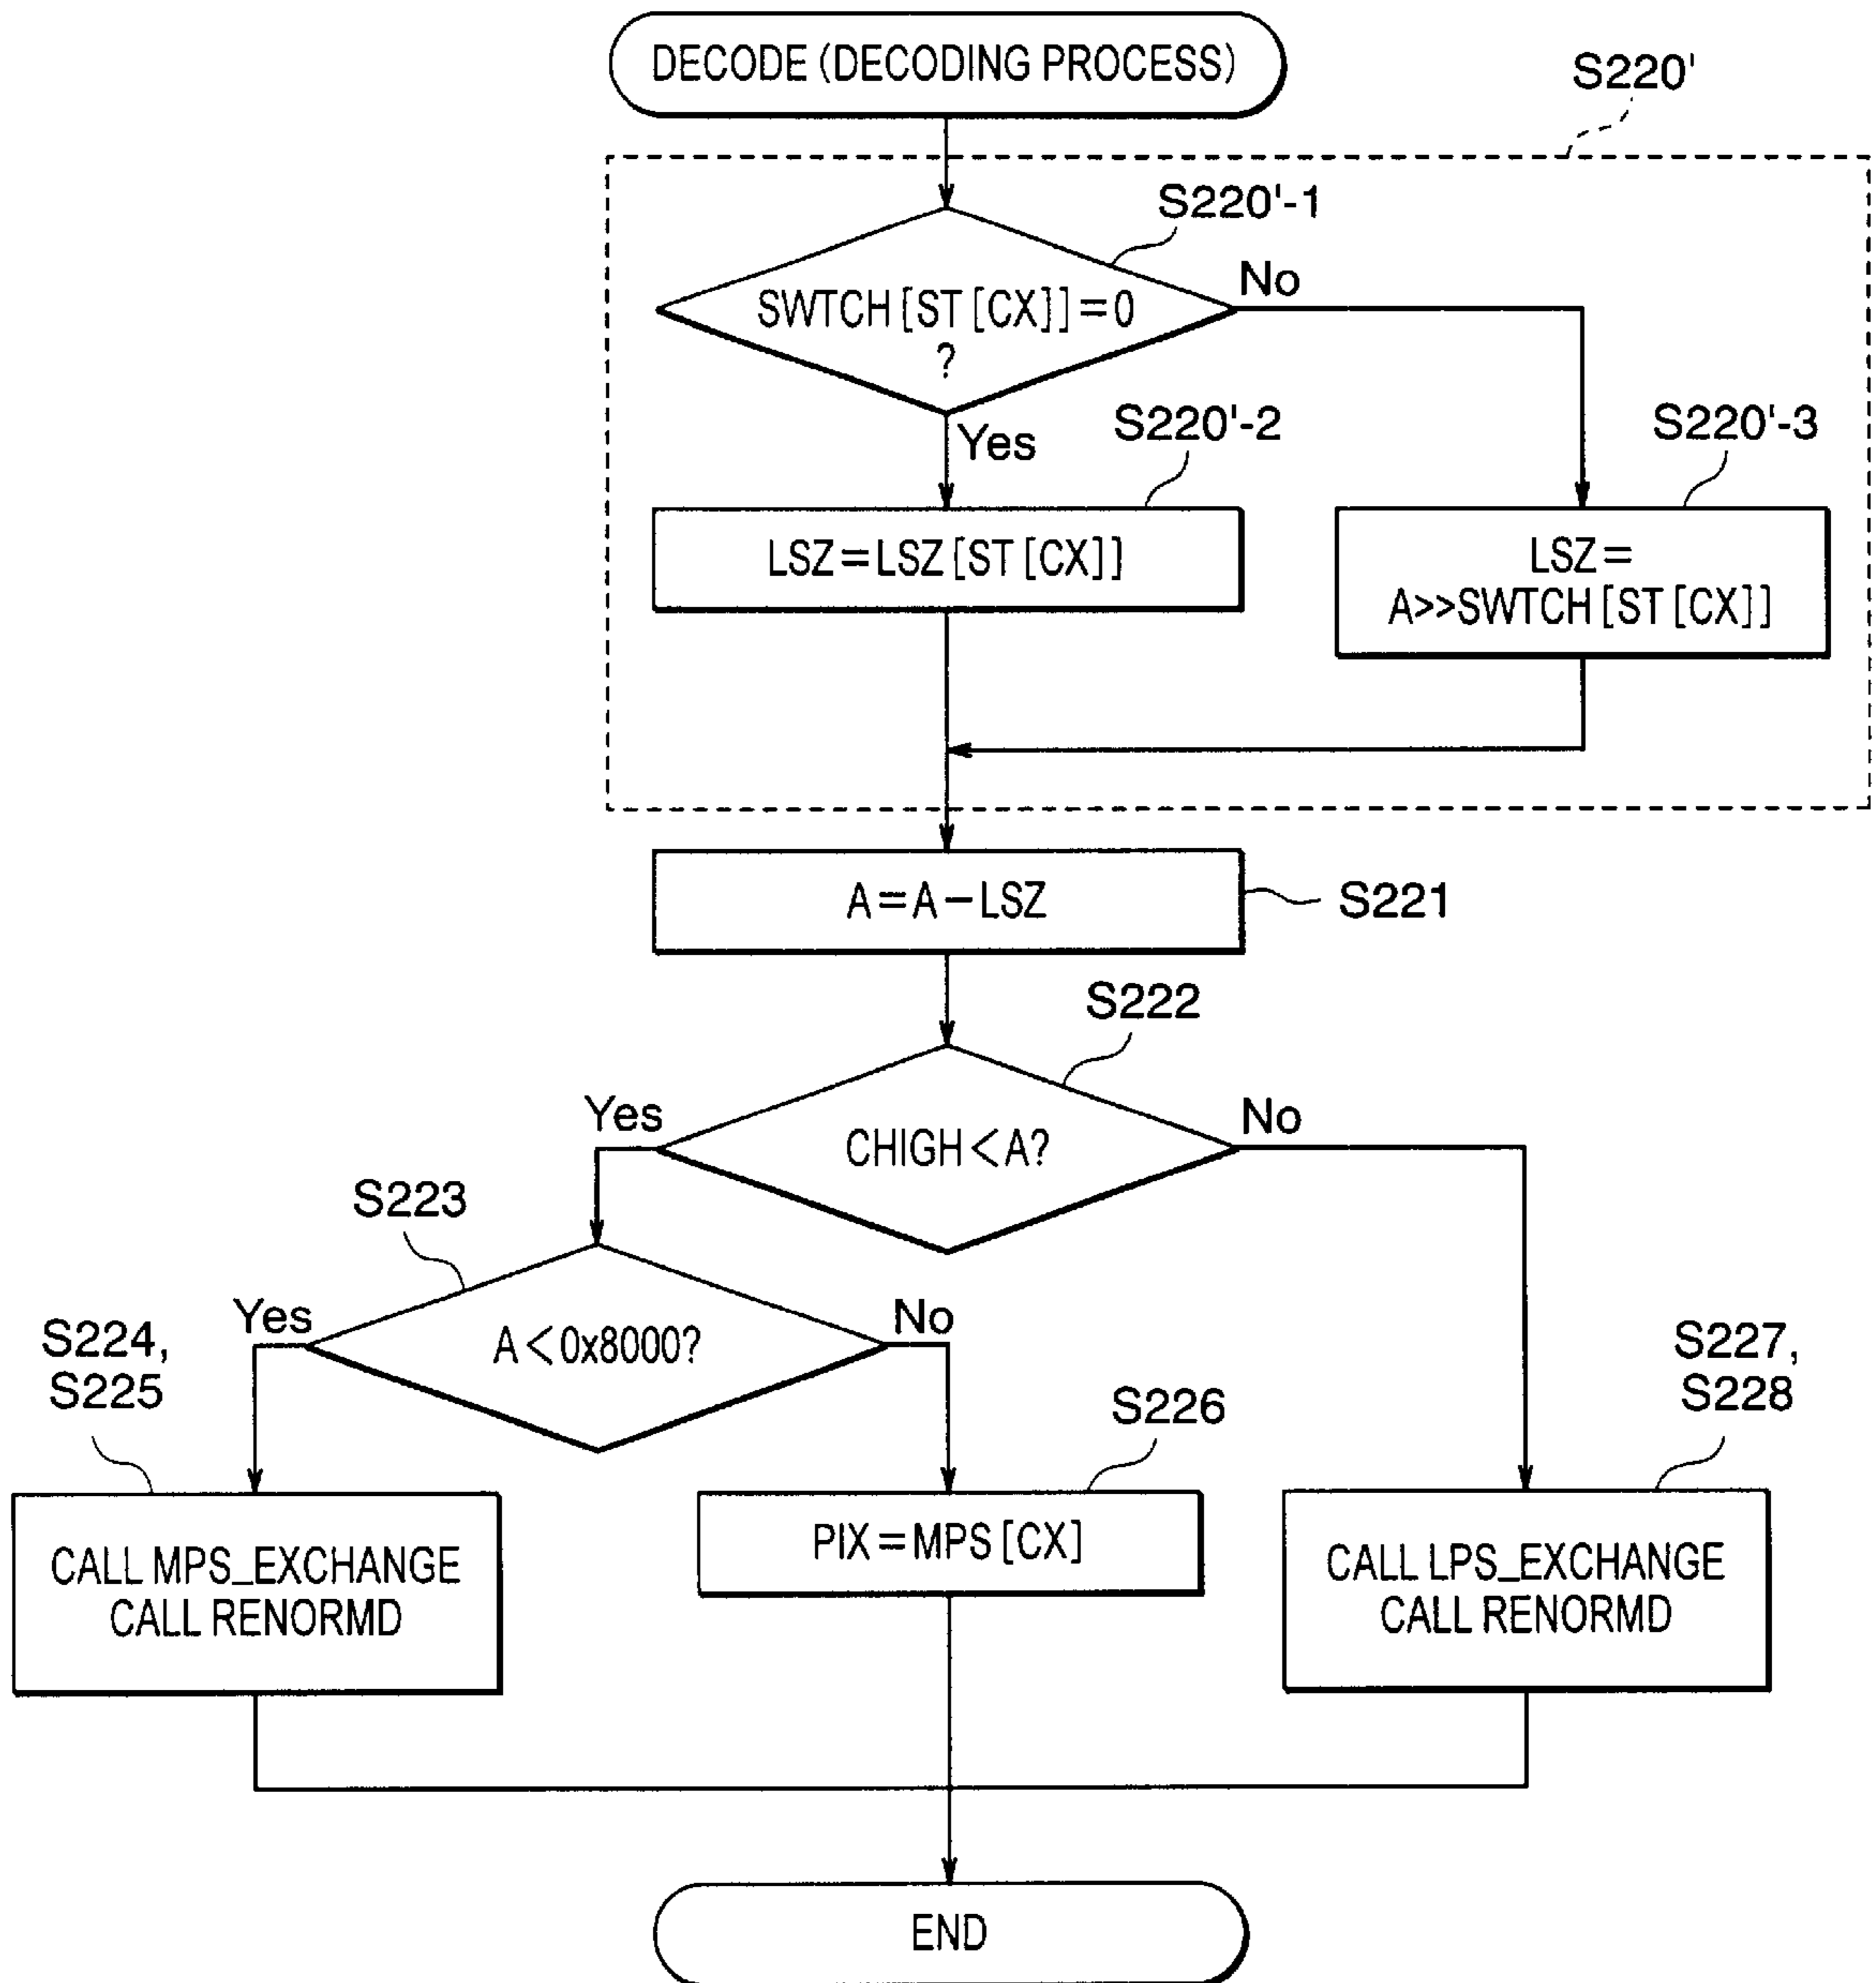 DECODE (DECODING PROCESS)
S220'
S220'-1
SWTCH [ST [CX]] = 0
?
No
Yes
S220'-2
S220'-3
LSZ = LSZ [ST [CX]]
LSZ =
A>>SWTCH [ST [CX]]
A = A − LSZ
S221
S222
CHIGH < A?
Yes
No
S223
A < 0x8000?
Yes
No
S224,
S225
S226
S227,
S228
CALL MPS_EXCHANGE
CALL RENORMD
PIX = MPS [CX]
CALL LPS_EXCHANGE
CALL RENORMD
END